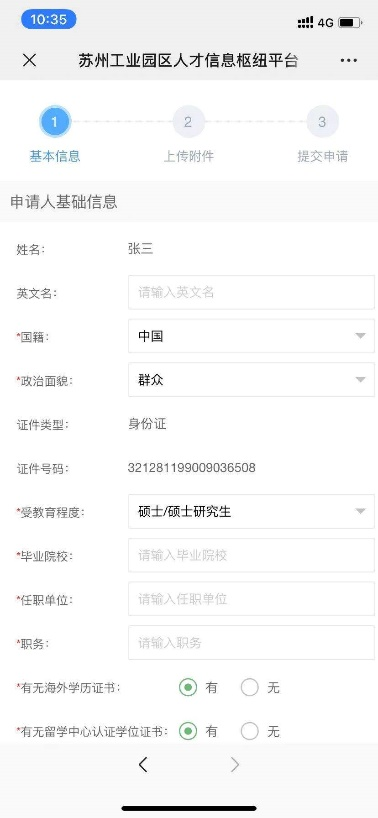 10:35
4G
苏州工业园区人才信息枢纽平台
1
2
3
基本信息
上传附件
提交申请
申请人基础信息
姓名: 张三
英文名: 请输入英文名
*国籍: 中国
*政治面貌: 群众
证件类型: 身份证
证件号码: 321281199009036508
*受教育程度: 硕士/硕士研究生
*毕业院校: 请输入毕业院校
*任职单位: 请输入任职单位
*职务: 请输入职务
*有无海外学历证书: 有 无
*有无留学中心认证学位证书: 有 无